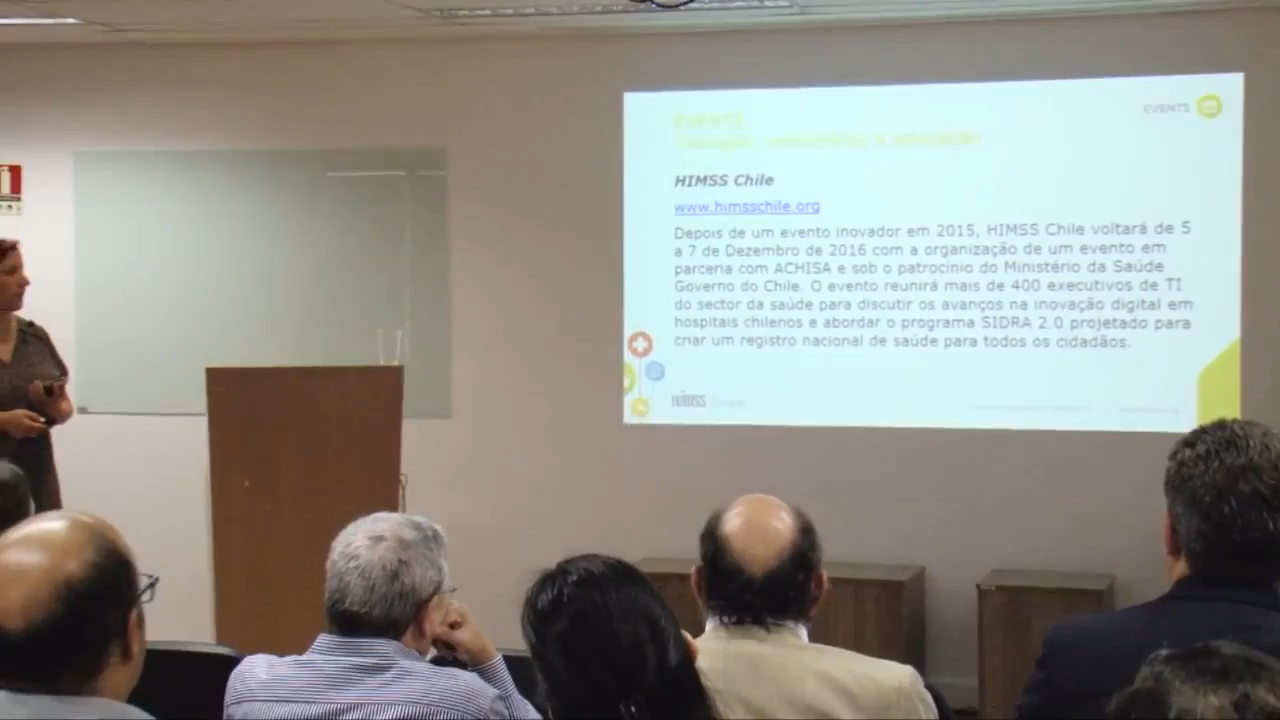 EVENTS
EVENTS
HIMSS Chile
www.himsschile.org
Depois de um evento inovador em 2015, HIMSS Chile voltará de 5
a 7 de Dezembro de 2016 com a organização de um evento em
parceria com ACHISA e sob o patrocínio do Ministério da Saúde
Governo do Chile. O evento reunirá mais de 400 executivos de TI
do sector da saúde para discutir os avanços na inovação digital em
hospitais chilenos e abordar o programa SIDRA 2.0 projetado para
criar um registro nacional de saúde para todos os cidadãos.
HIMSS